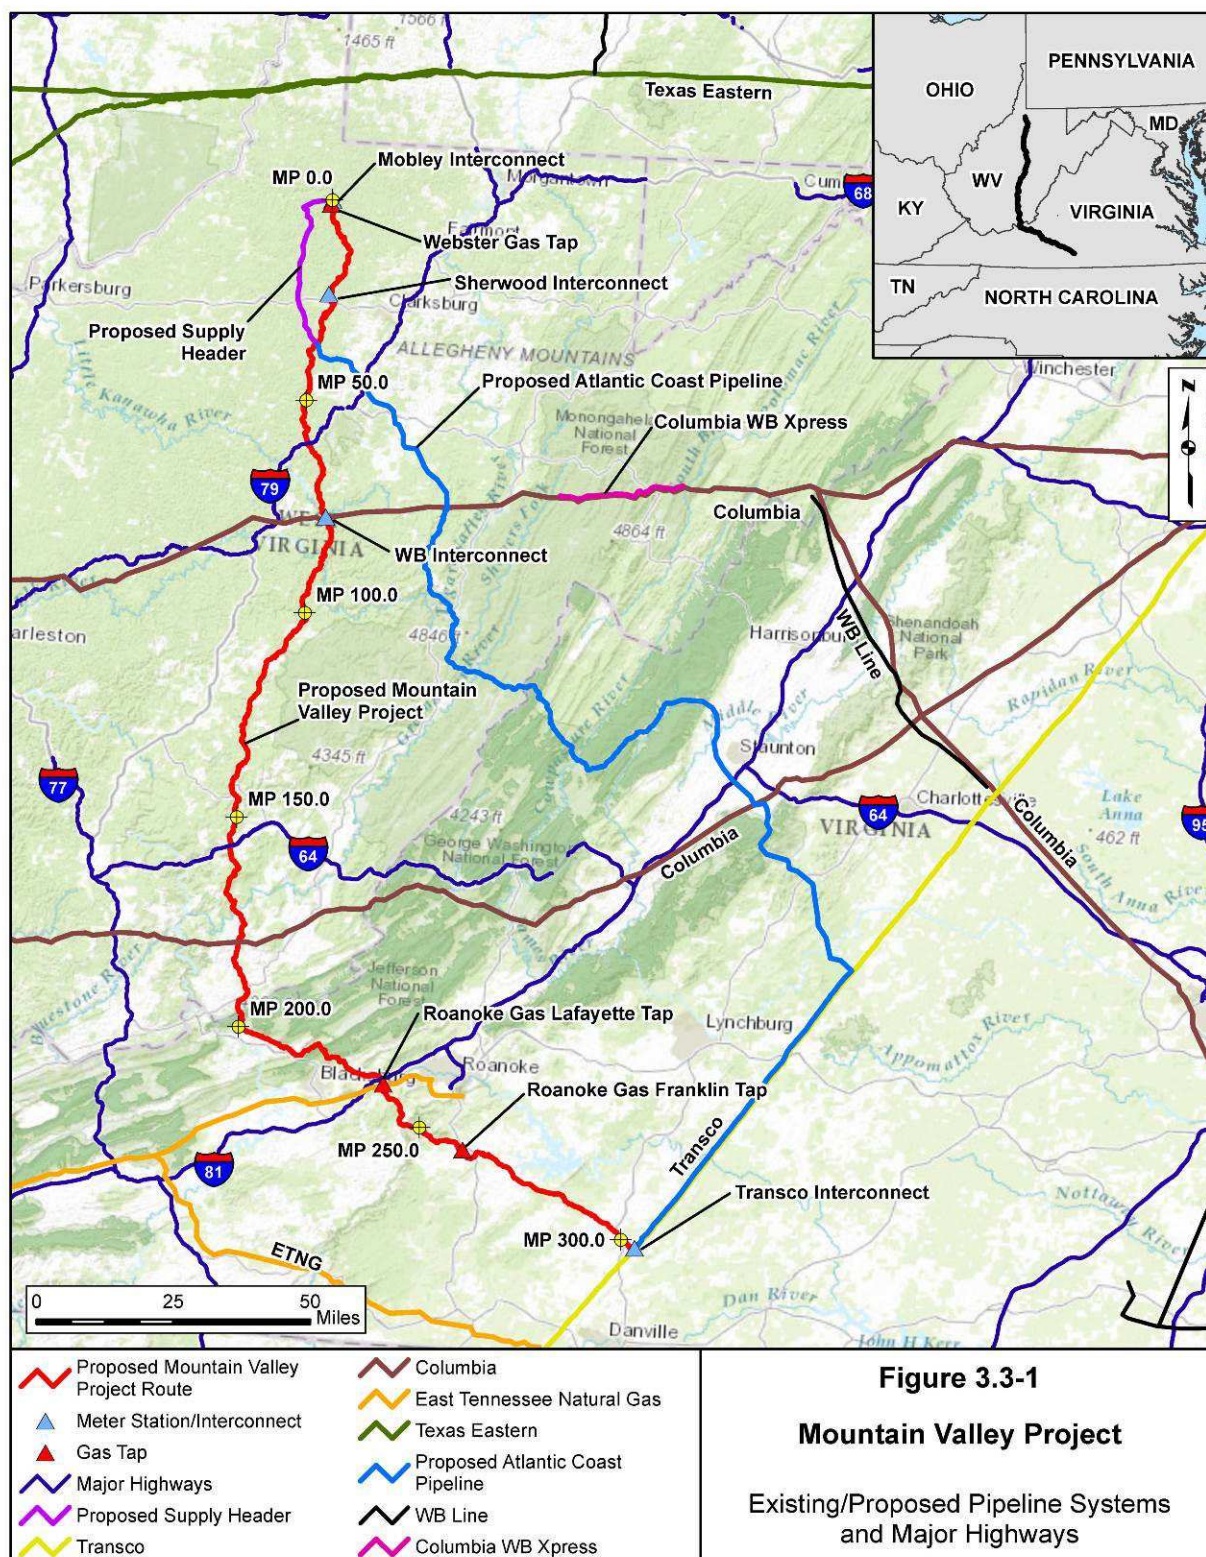 1566 ft
1465 ft
Texas Eastern
PENNSYLVANIA
OHIO
MD
WV
KY
VIRGINIA
TN
NORTH CAROLINA
Mobley Interconnect
MP 0.0
Morgantown
68
Webster Gas Tap
Fairmont
Sherwood Interconnect
Parkersburg
Clarksburg
Proposed Supply
Header
ALLEGHENY MOUNTAINS
MP 50.0
Proposed Atlantic Coast Pipeline
Winchester
Little Kanawha River
Monongahela
National
Forest
Columbia WB Xpress
N
79
Columbia
4864 ft
VIRGINIA
WB Interconnect
MP 100.0
arleston
4846 ft
Harrisonburg
Shenandoah
National
Park
WB Line
Rapidan River
Proposed Mountain
Valley Project
4345 ft
Middle River
Staunton
77
MP 150.0
4243 ft
George Washington
National Forest
64
Columbia
64
VIRGINIA
Charlottesville
Columbia
Lake
Anna
95
462 ft
South Anna River
James River
Bluestone River
Jefferson
National
Forest
MP 200.0
Roanoke Gas Lafayette Tap
Lynchburg
Appomattox River
Blacksburg
Roanoke
Roanoke Gas Franklin Tap
MP 250.0
Transco
81
Transco Interconnect
Nottoway River
MP 300.0
ETNG
0 25 50
Miles
Dan River
Danville
John H Kerr
Proposed Mountain Valley
Project Route
Meter Station/Interconnect
Gas Tap
Major Highways
Proposed Supply Header
Transco
Columbia
East Tennessee Natural Gas
Texas Eastern
Proposed Atlantic Coast
Pipeline
WB Line
Columbia WB Xpress
Figure 3.3-1
Mountain Valley Project
Existing/Proposed Pipeline Systems
and Major Highways